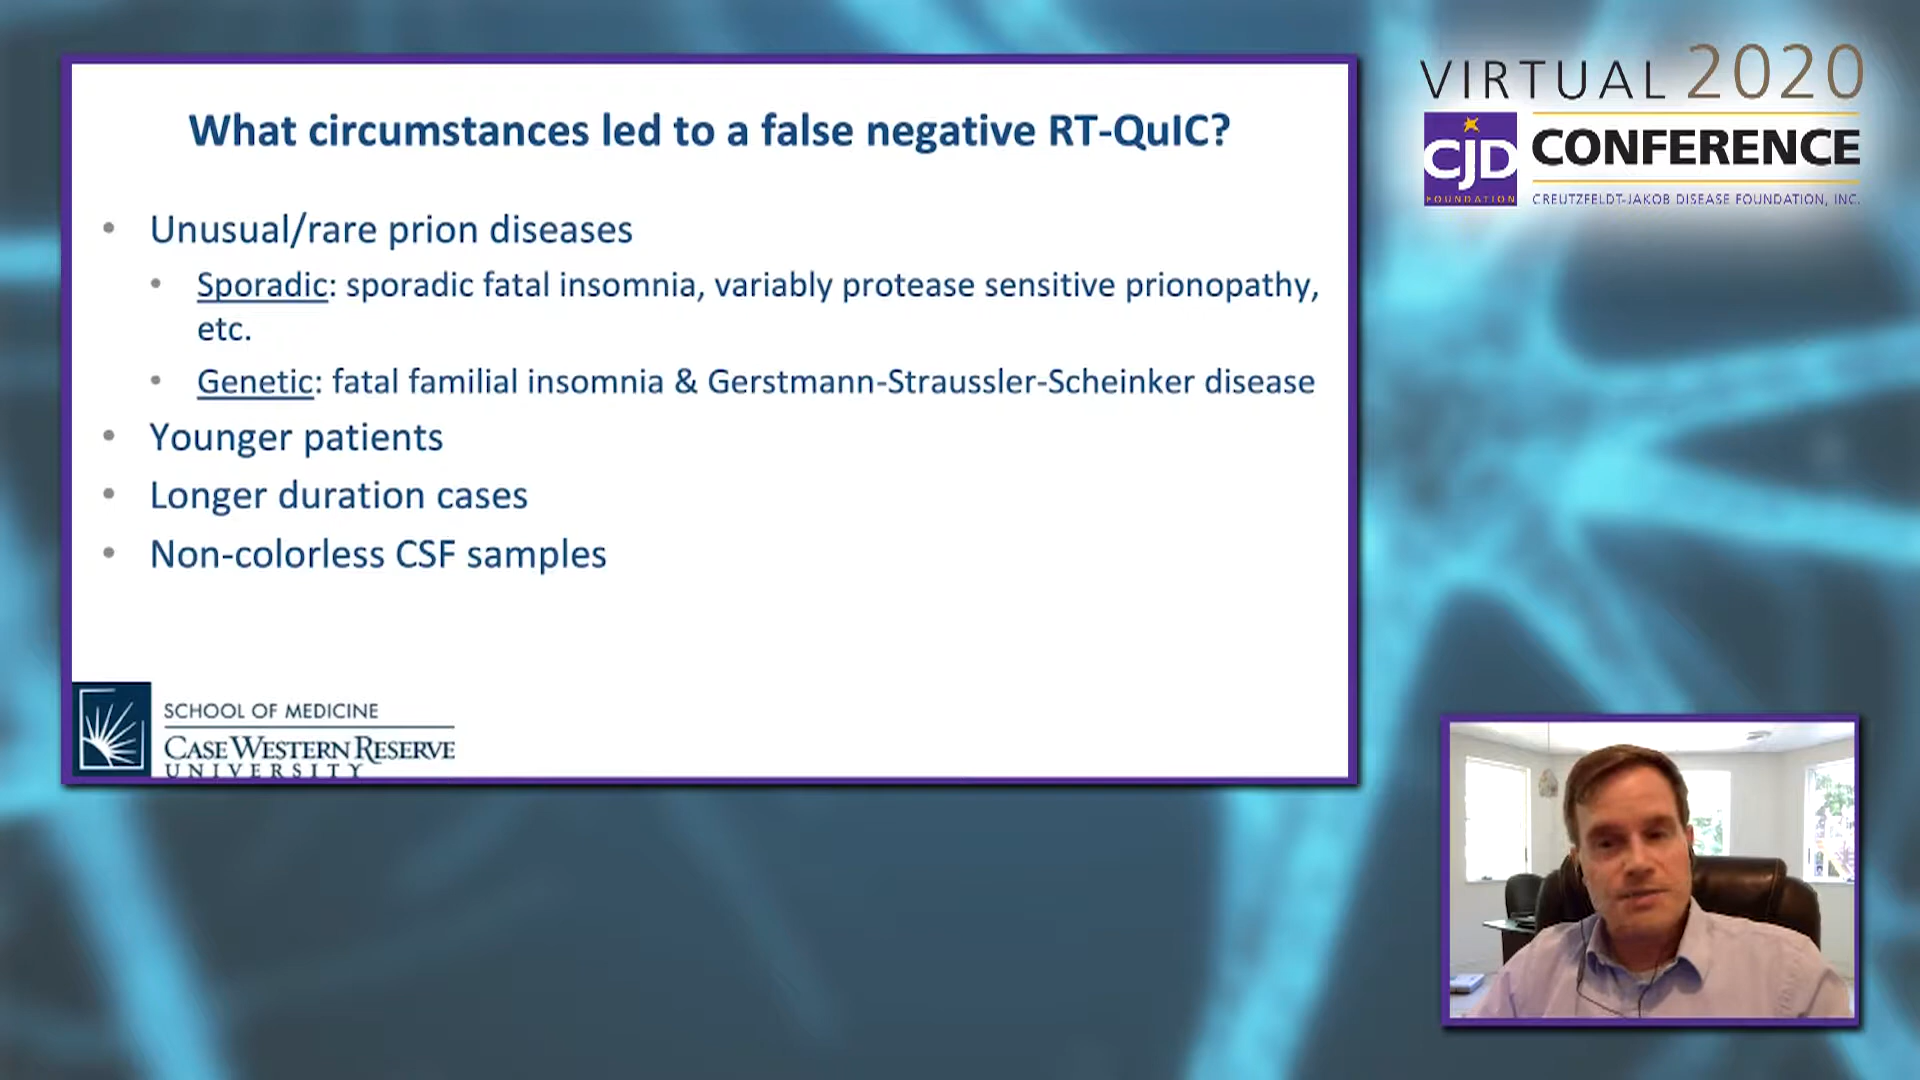 What circumstances led to a false negative RT-QuIC?
• Unusual/rare prion diseases
• Sporadic: sporadic fatal insomnia, variably protease sensitive prionopathy,
etc.
• Genetic: fatal familial insomnia & Gerstmann-Straussler-Scheinker disease
• Younger patients
• Longer duration cases
• Non-colorless CSF samples
SCHOOL OF MEDICINE
CASE WESTERN RESERVE
UNIVERSITY
VIRTUAL 2020
CJD
FOUNDATION
CONFERENCE
CREUTZFELDT-JAKOB DISEASE FOUNDATION, INC.